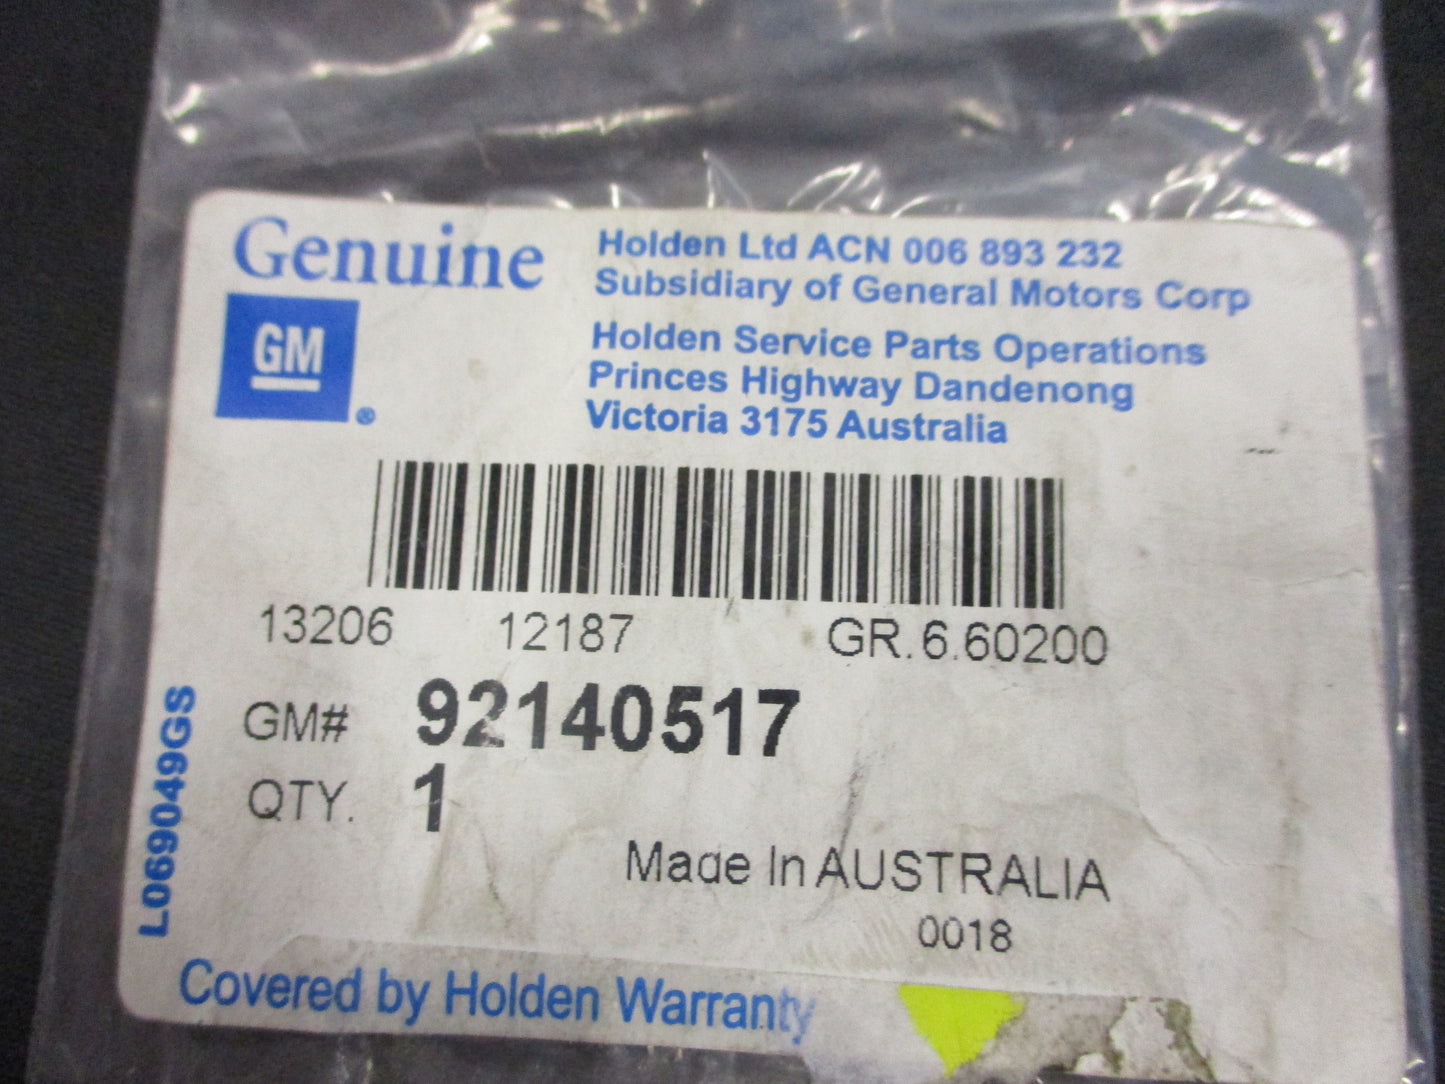 Genuine
GM
®
Holden Ltd ACN 006 893 232
Subsidiary of General Motors Corp
Holden Service Parts Operations
Princes Highway Dandenong
Victoria 3175 Australia
13206 12187 GR.6.60200
GM# 92140517
QTY. 1
Made In AUSTRALIA
0018
L069049GS
Covered by Holden Warranty